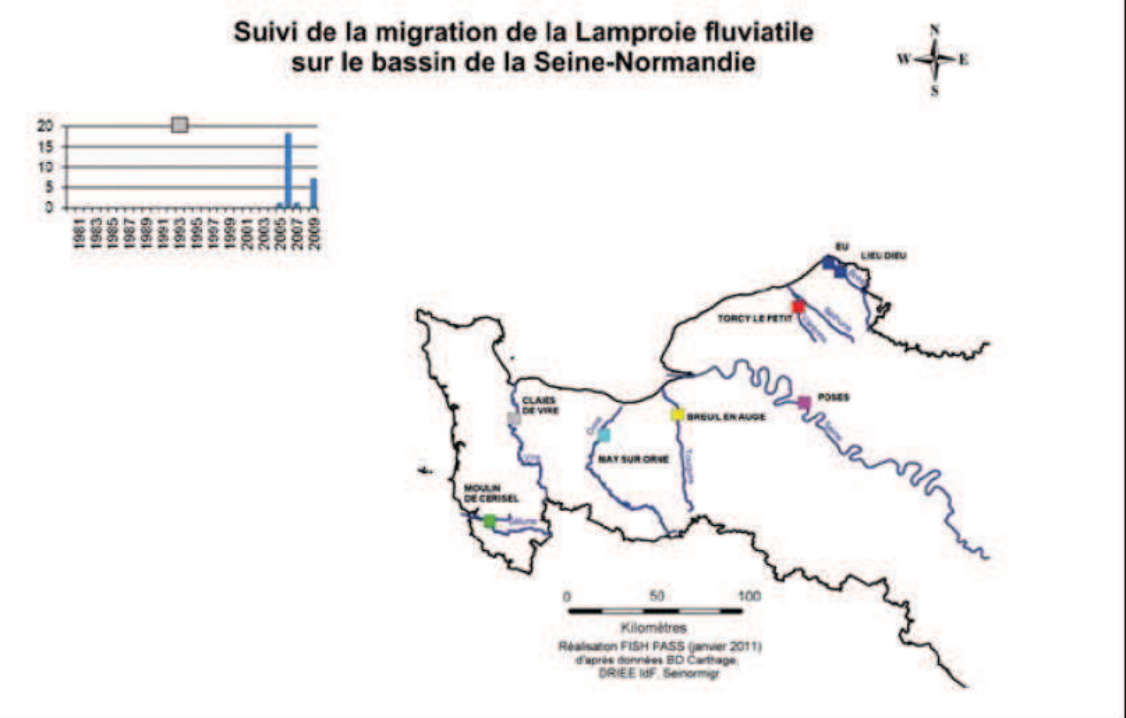 Suivi de la migration de la Lamproie fluviatile
sur le bassin de la Seine-Normandie
N
W E
S
20
15
10
5
0
1981
1983
1985
1987
1989
1991
1993
1995
1997
1999
2001
2003
2005
2007
2009
EU
LIEU DIEU
TORCY LE PETIT
CLAIES
DE VIRE
POSES
BREUIL EN AUGE
Orne
Seine
MAY SUR ORNE
Touques
Vire
MOULIN
DE CERISEL
0 50 100
Kilomètres
Réalisation FISH PASS (janvier 2011)
d'après données BD Carthage,
DRIEE IdF, Seinormigr